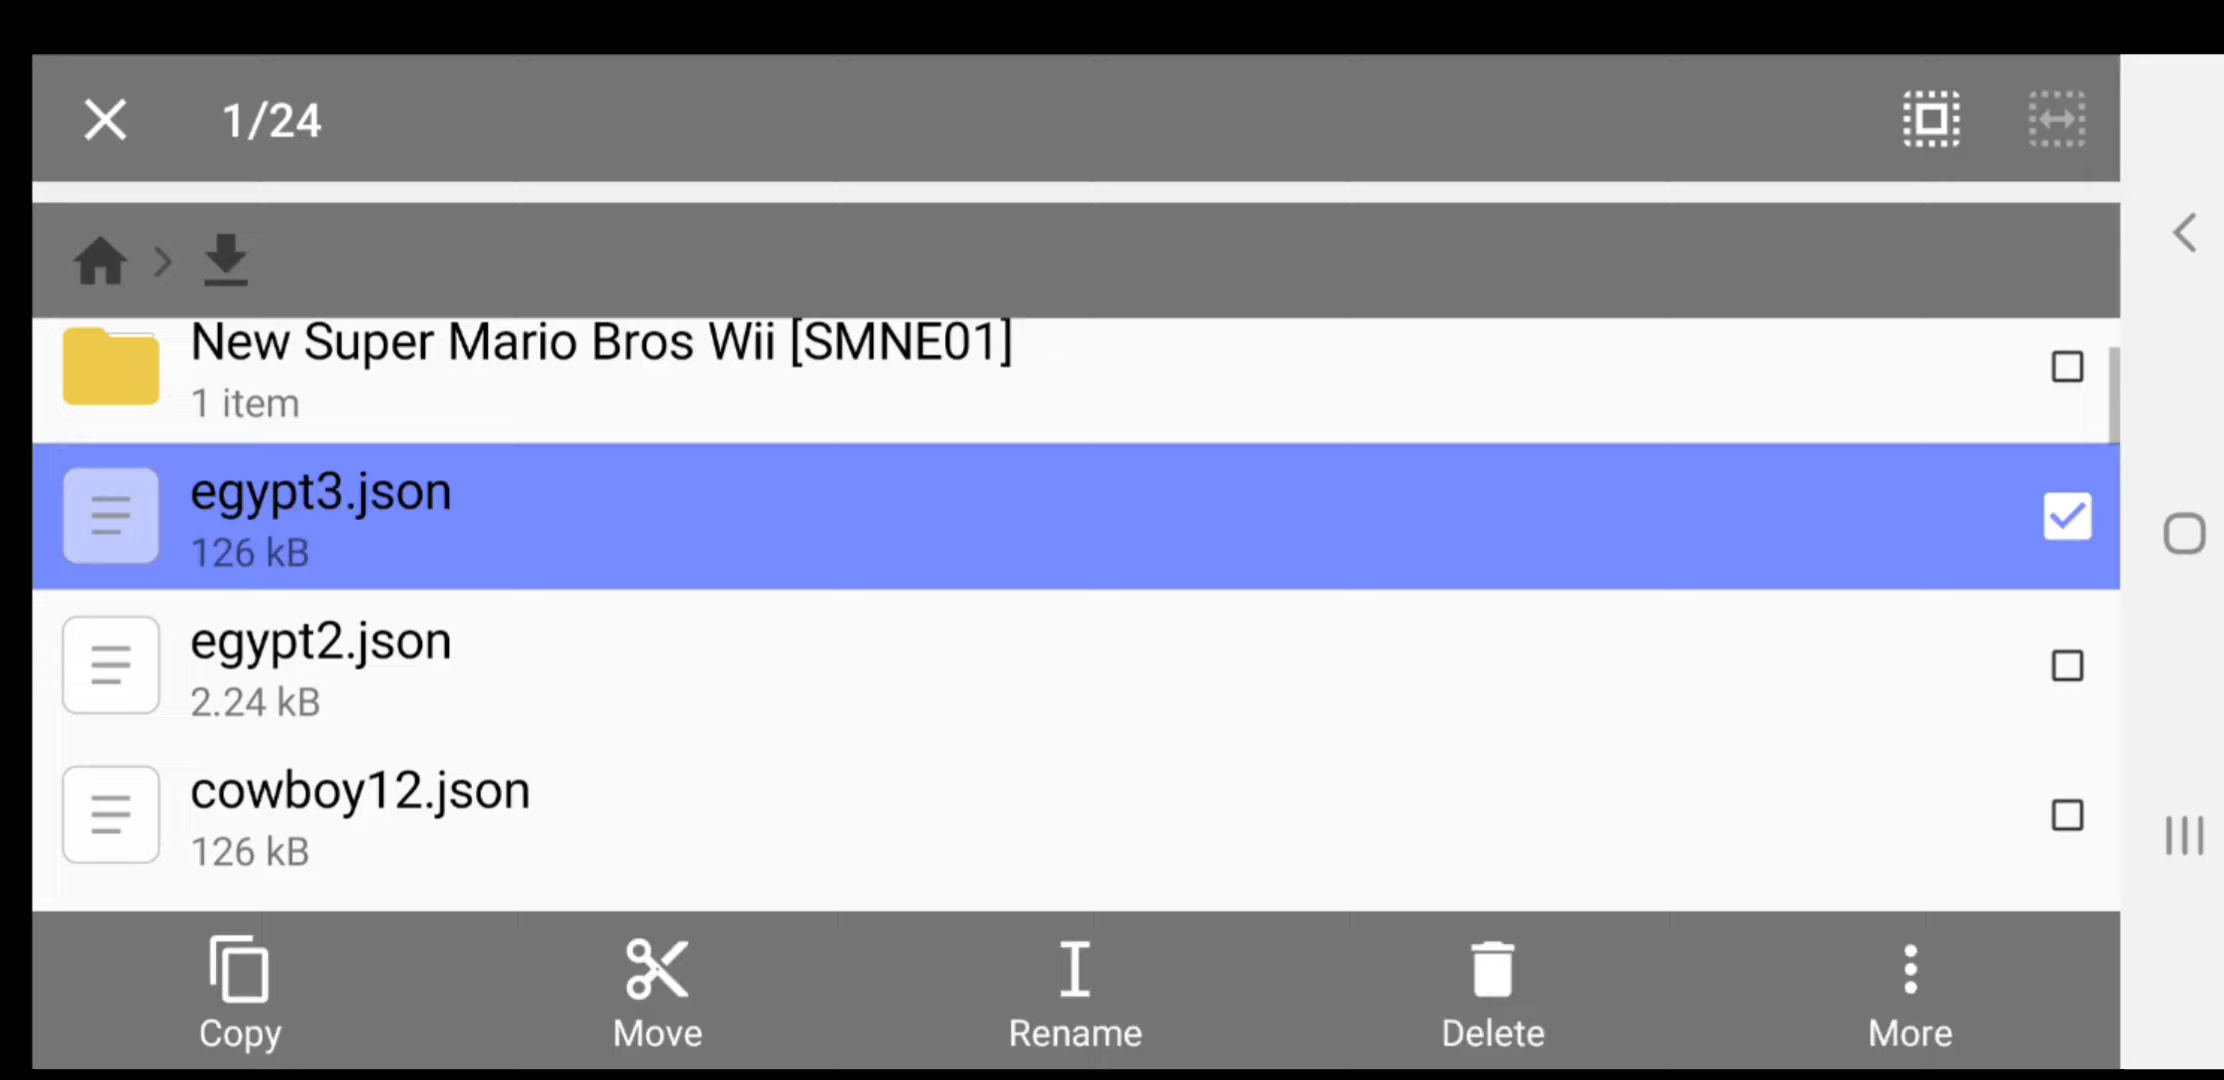 1/24
New Super Mario Bros Wii [SMNE01]
1 item
egypt3.json
126 kB
egypt2.json
2.24 kB
cowboy12.json
126 kB
Copy
Move
Rename
Delete
More